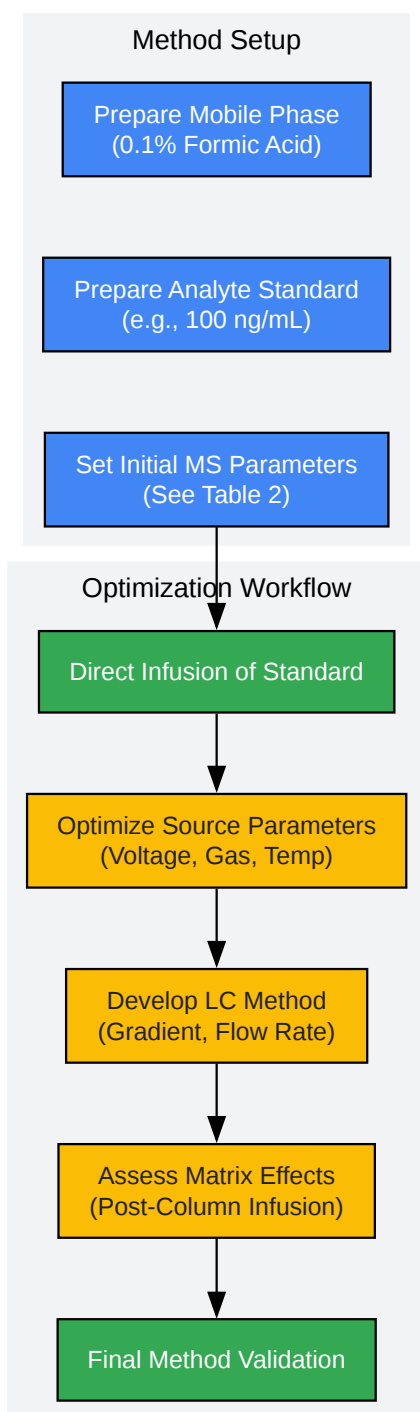 Method Setup
Prepare Mobile Phase
(0.1% Formic Acid)
Prepare Analyte Standard
(e.g., 100 ng/mL)
Set Initial MS Parameters
(See Table 2)
Optimization Workflow
Direct Infusion of Standard
Optimize Source Parameters
(Voltage, Gas, Temp)
Develop LC Method
(Gradient, Flow Rate)
Assess Matrix Effects
(Post-Column Infusion)
Final Method Validation